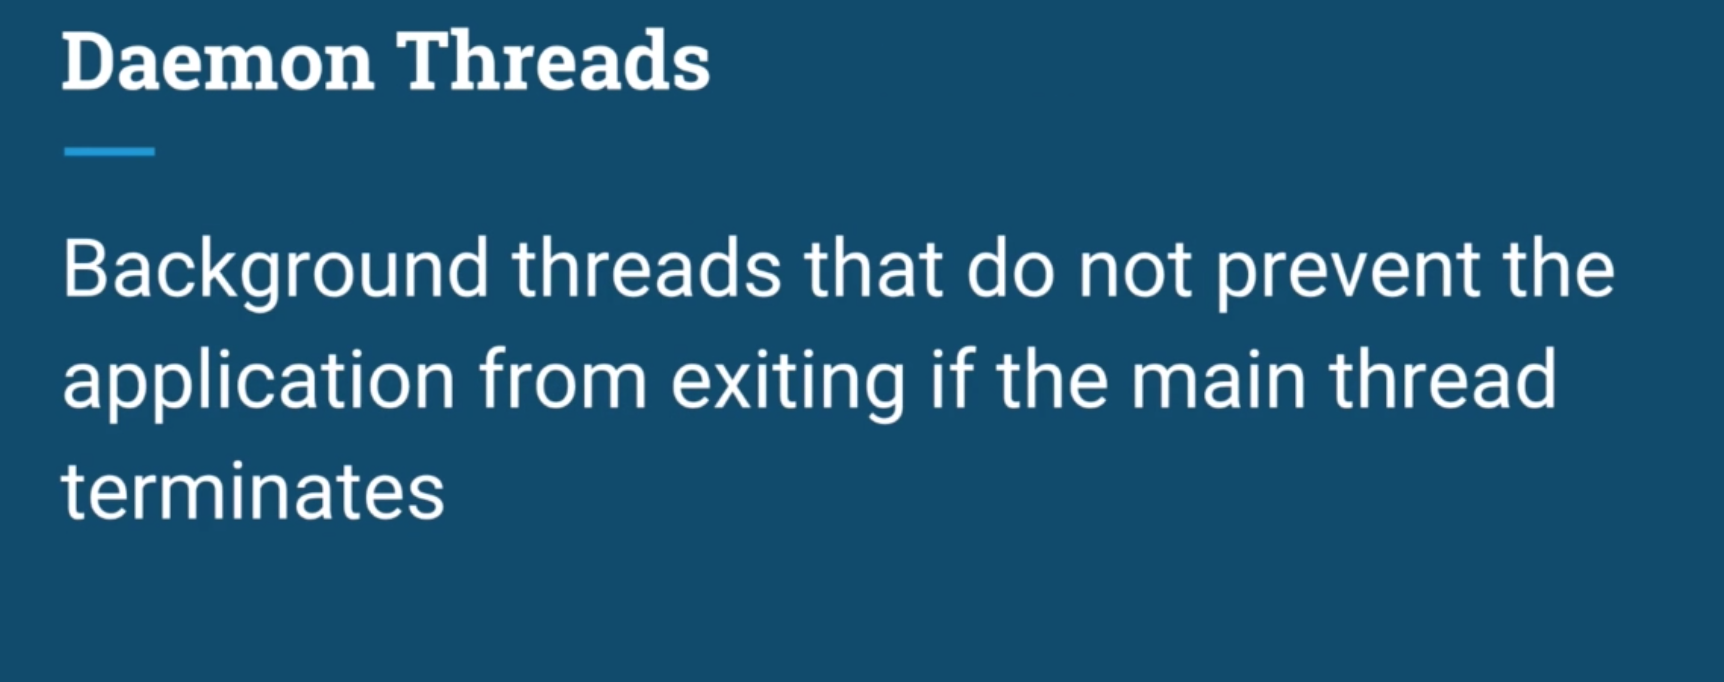 Daemon Threads
Background threads that do not prevent the
application from exiting if the main thread
terminates